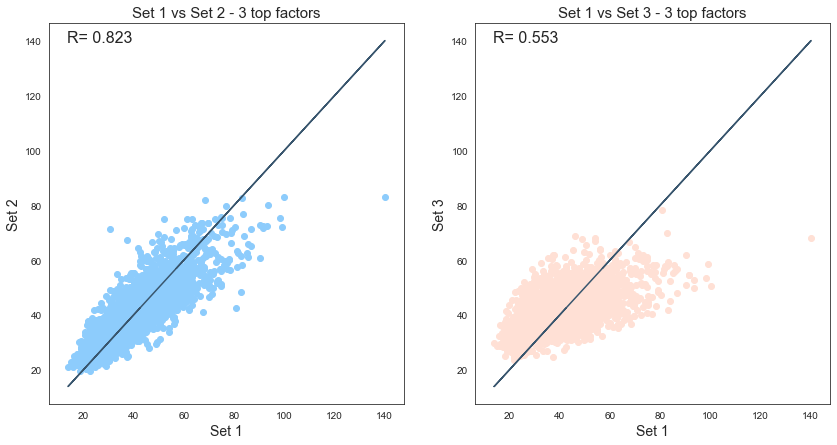 Set 1 vs Set 2 - 3 top factors
R= 0.823
140
120
100
80
60
40
20
Set 2
20 40 60 80 100 120 140
Set 1
Set 1 vs Set 3 - 3 top factors
R= 0.553
140
120
100
80
60
40
20
Set 3
20 40 60 80 100 120 140
Set 1